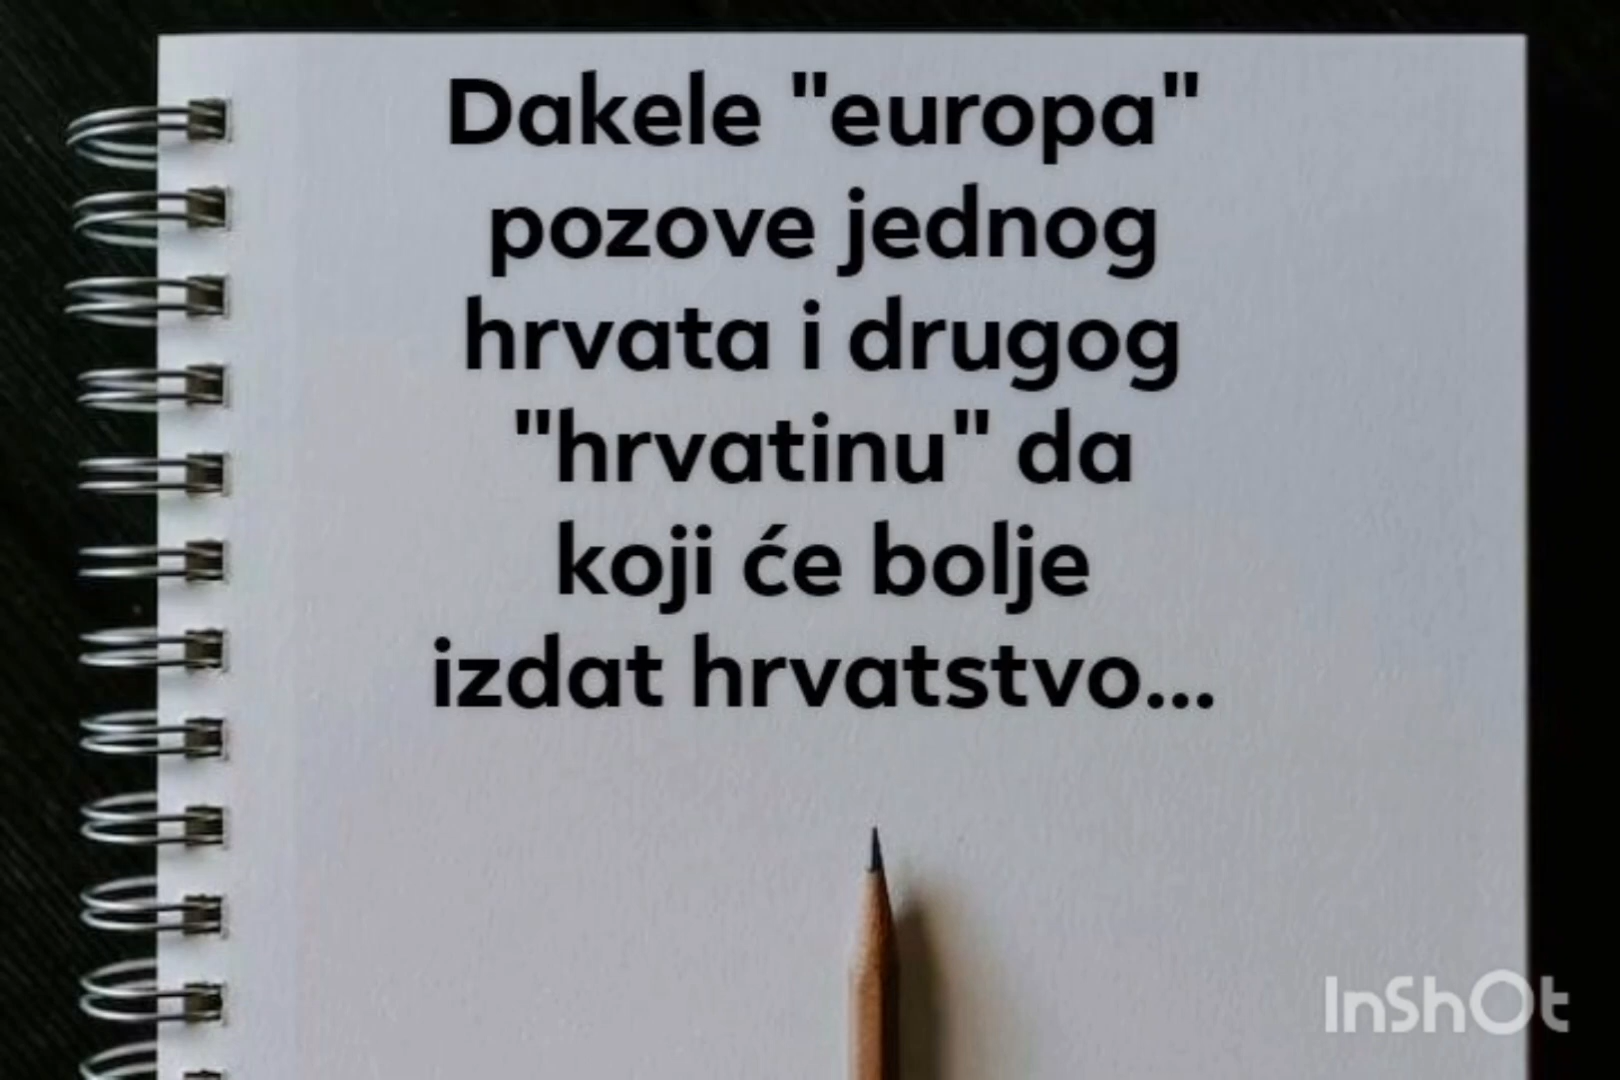 Dakele "europa"
pozove jednog
hrvata i drugog
"hrvatinu" da
koji će bolje
izdat hrvatstvo...
InShOt